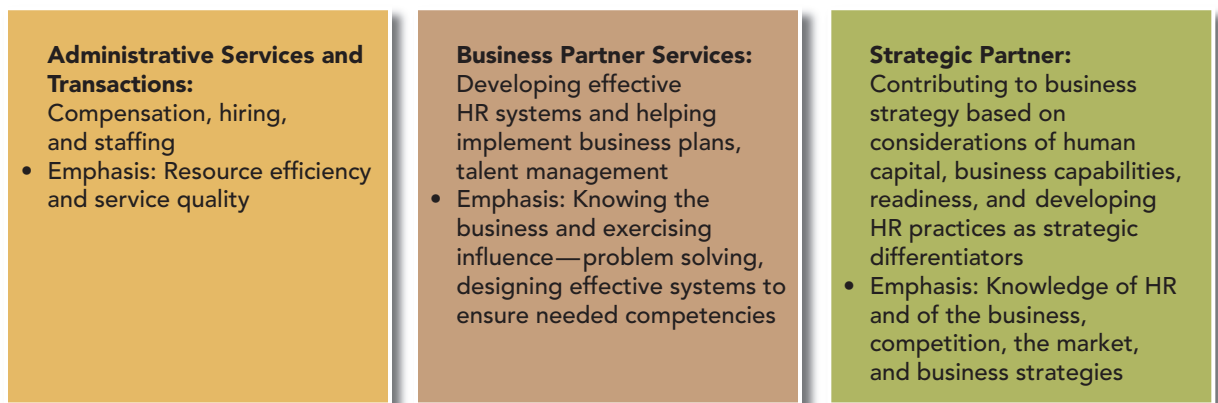 Administrative Services and
Transactions:
Compensation, hiring,
and staffing
• Emphasis: Resource efficiency
and service quality
Business Partner Services:
Developing effective
HR systems and helping
implement business plans,
talent management
• Emphasis: Knowing the
business and exercising
influence—problem solving,
designing effective systems to
ensure needed competencies
Strategic Partner:
Contributing to business
strategy based on
considerations of human
capital, business capabilities,
readiness, and developing
HR practices as strategic
differentiators
• Emphasis: Knowledge of HR
and of the business,
competition, the market,
and business strategies